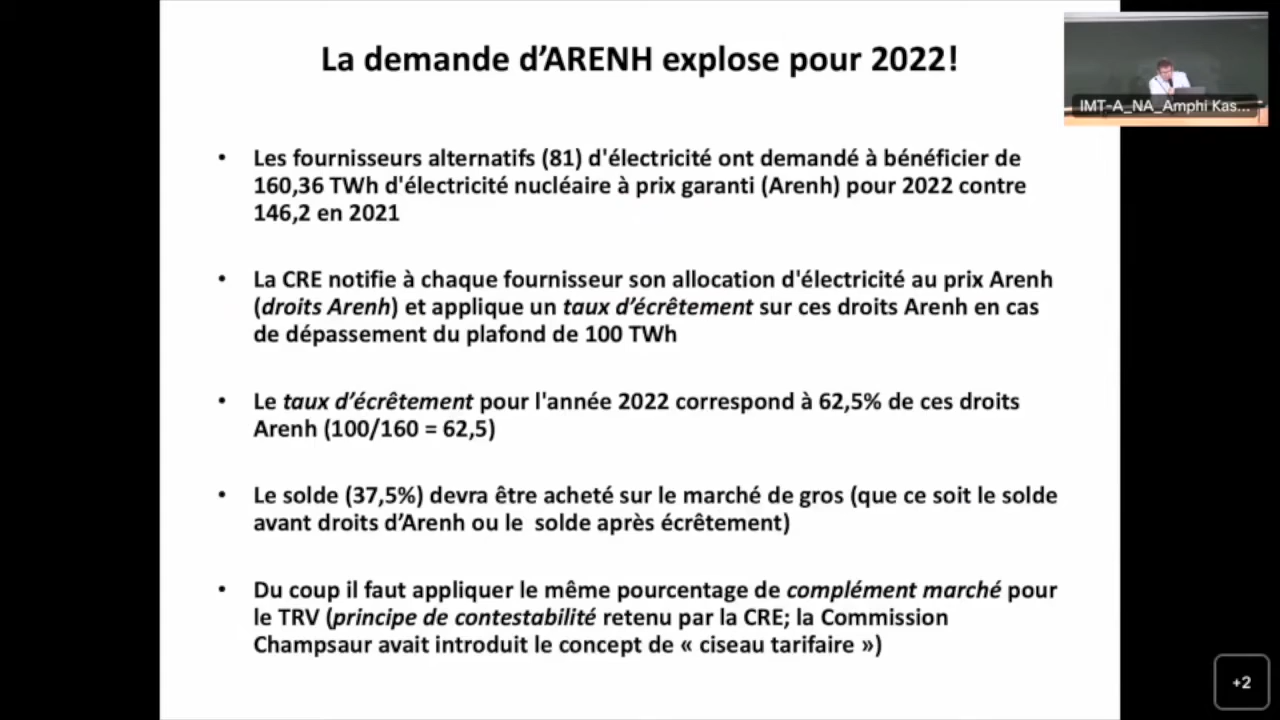 La demande d'ARENH explose pour 2022!
IMT-A_NA_Amphi Kas...
• Les fournisseurs alternatifs (81) d'électricité ont demandé à bénéficier de
160,36 TWh d'électricité nucléaire à prix garanti (Arenh) pour 2022 contre
146,2 en 2021
• La CRE notifie à chaque fournisseur son allocation d'électricité au prix Arenh
(droits Arenh) et applique un taux d'écrêtement sur ces droits Arenh en cas
de dépassement du plafond de 100 TWh
• Le taux d'écrêtement pour l'année 2022 correspond à 62,5% de ces droits
Arenh (100/160 = 62,5)
• Le solde (37,5%) devra être acheté sur le marché de gros (que ce soit le solde
avant droits d'Arenh ou le  solde après écrêtement)
• Du coup il faut appliquer le même pourcentage de complément marché pour
le TRV (principe de contestabilité retenu par la CRE; la Commission
Champsaur avait introduit le concept de « ciseau tarifaire »)
+2